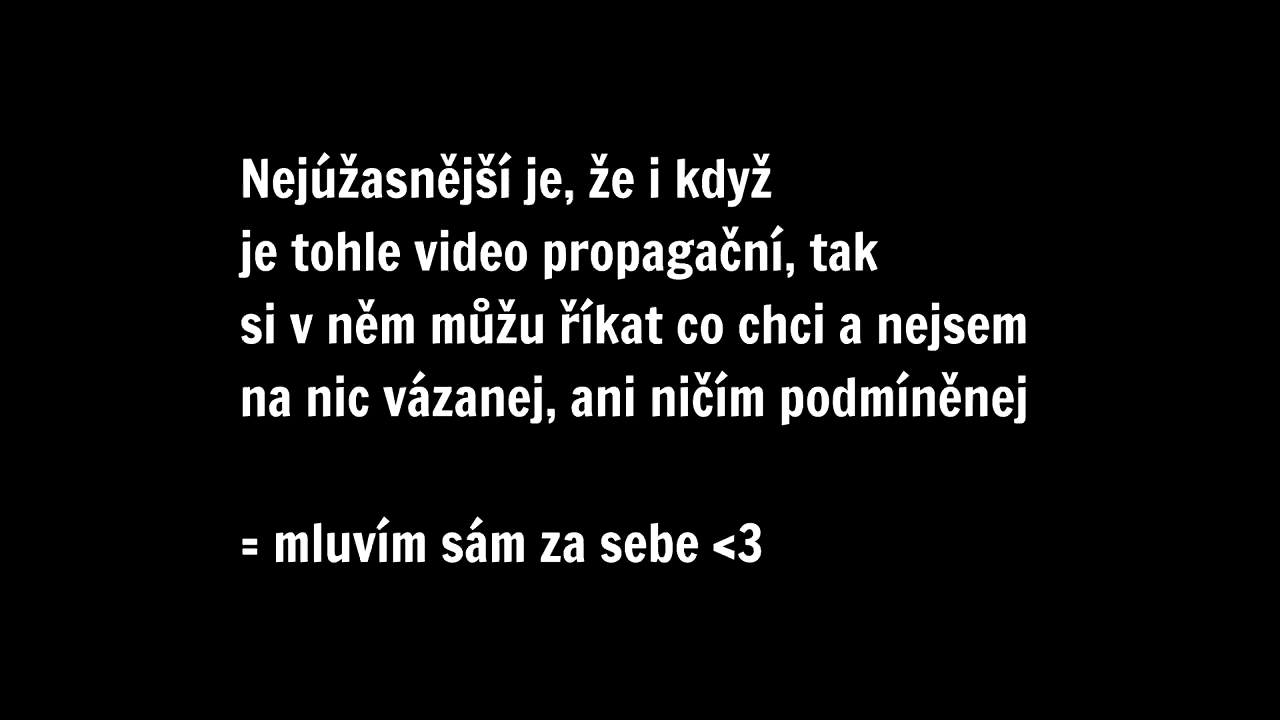 Nejúžasnější je, že i když
je tohle video propagační, tak
si v něm můžu říkat co chci a nejsem
na nic vázanej, ani ničím podmíněnej
= mluvím sám za sebe <3